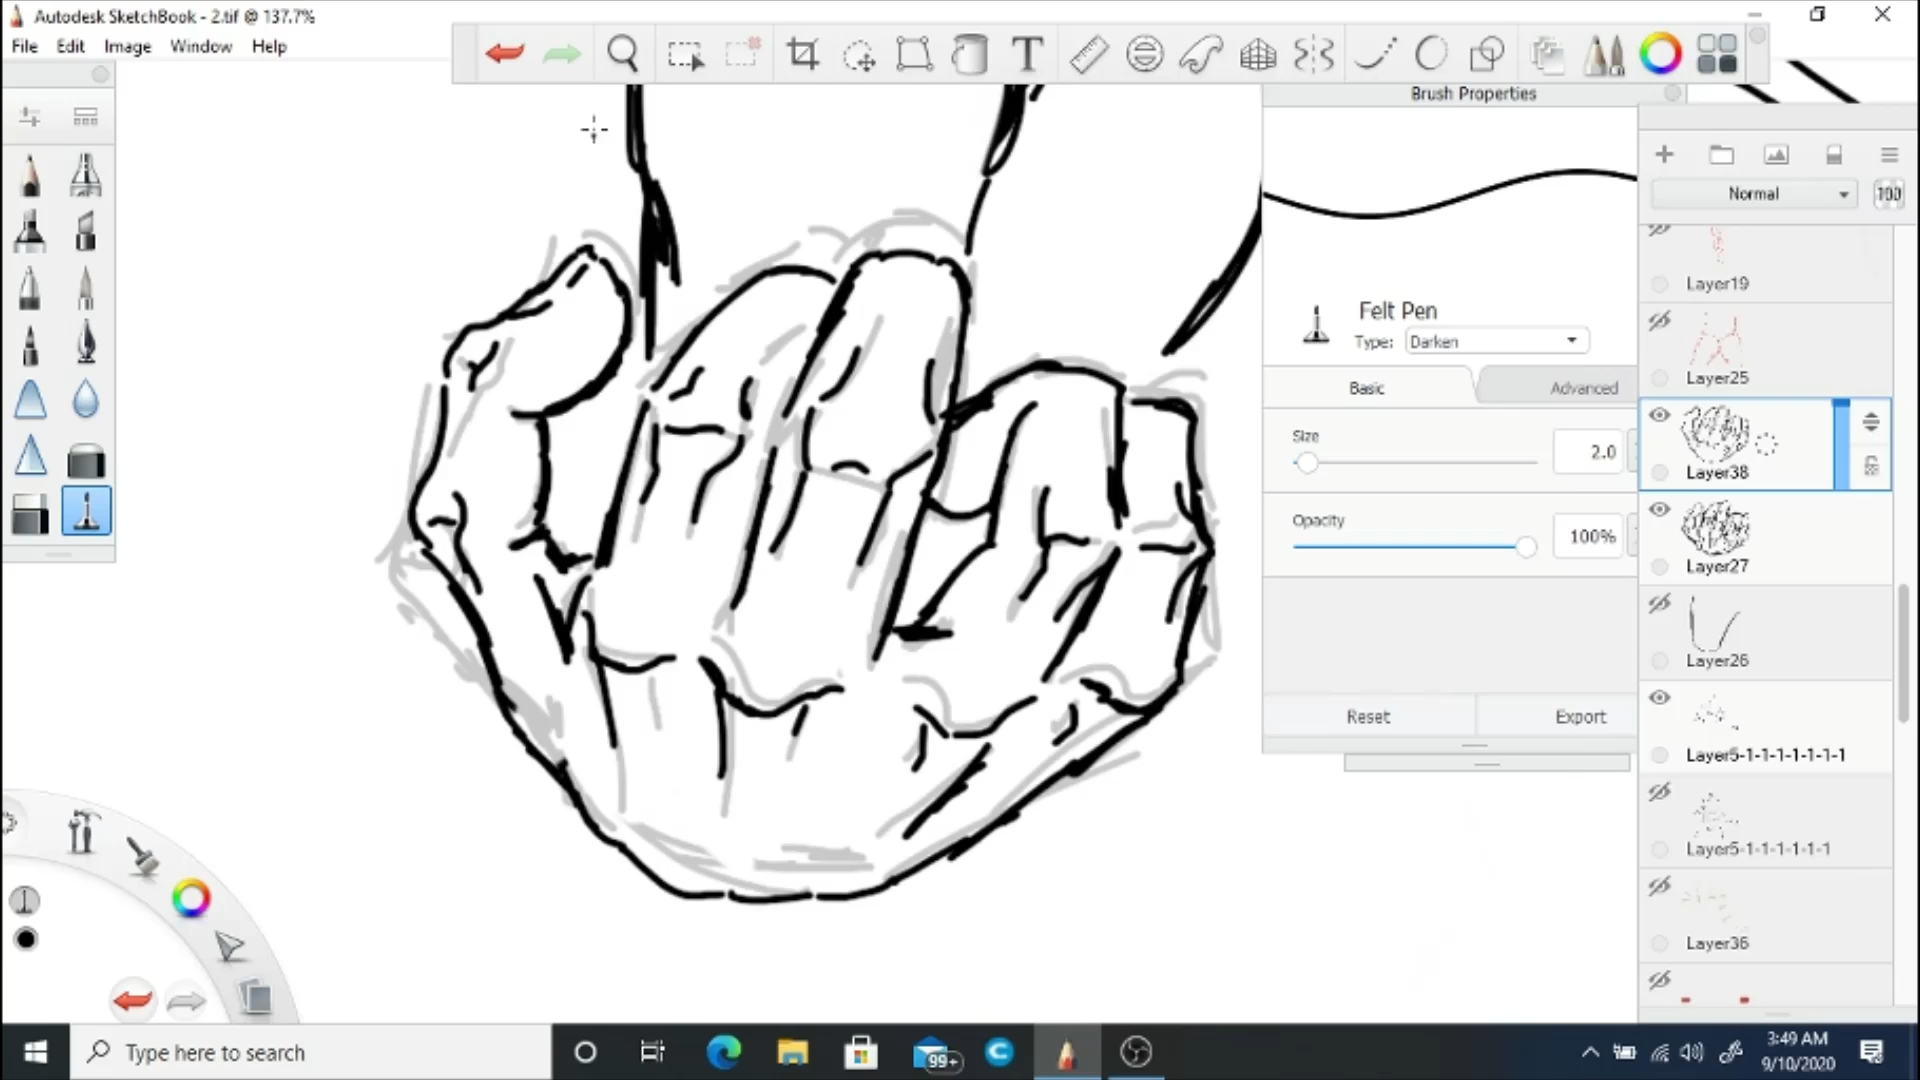 Autodesk SketchBook - 2.tif @ 137.7%
File Edit Image Window Help
T
Brush Properties
Normal 100
Layer19
Felt Pen
Type: Darken
Layer25
Basic Advanced
Size
2.0
Layer38
Opacity
100%
Layer27
Layer26
Reset Export
Layer5-1-1-1-1-1-1-1
Layer5-1-1-1-1-1-1
Layer36
Type here to search
99+
3:49 AM
9/10/2020